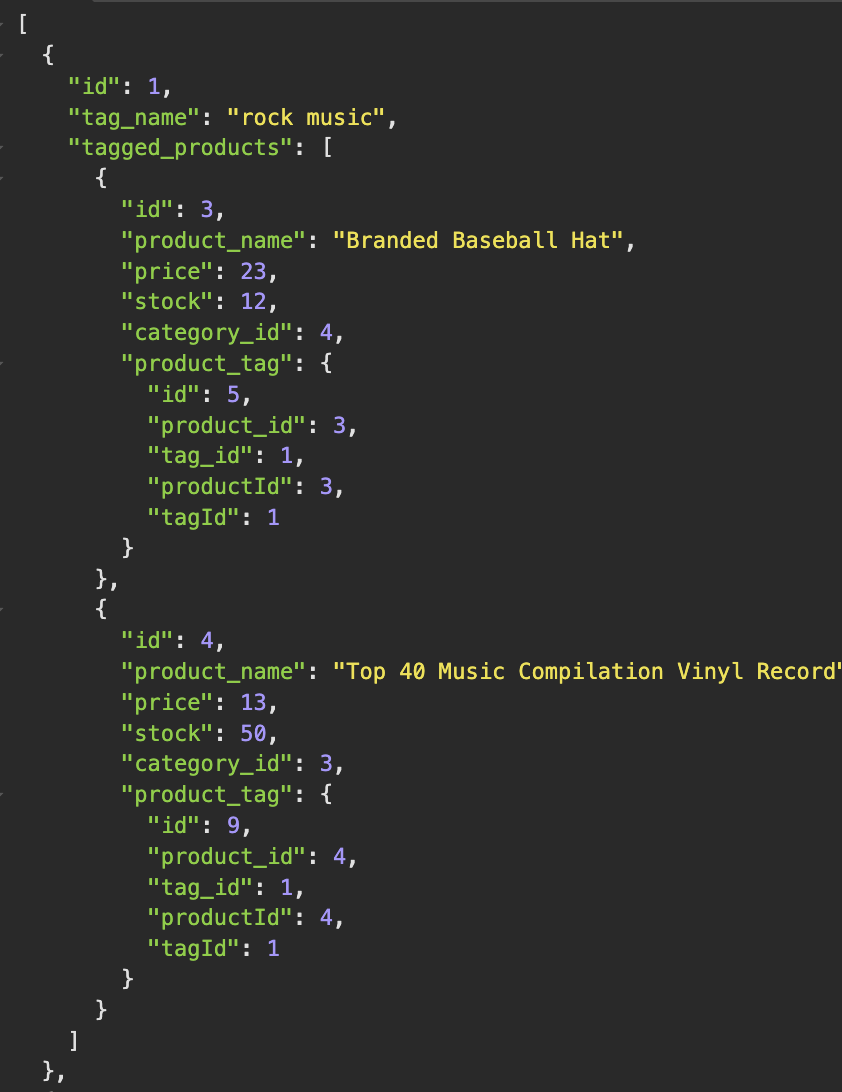 [
{
"id": 1,
"tag_name": "rock music",
"tagged_products": [
{
"id": 3,
"product_name": "Branded Baseball Hat",
"price": 23,
"stock": 12,
"category_id": 4,
"product_tag": {
"id": 5,
"product_id": 3,
"tag_id": 1,
"productId": 3,
"tagId": 1
}
},
{
"id": 4,
"product_name": "Top 40 Music Compilation Vinyl Record"
"price": 13,
"stock": 50,
"category_id": 3,
"product_tag": {
"id": 9,
"product_id": 4,
"tag_id": 1,
"productId": 4,
"tagId": 1
}
}
]
},